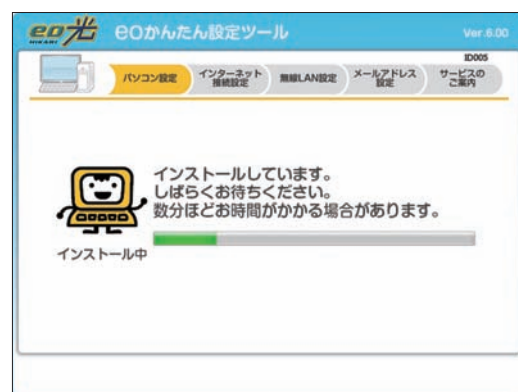 eo光
HIKARI
eoかんたん設定ツール
Ver.6.00
ID005
パソコン設定
インターネット
接続設定
無線LAN設定
メールアドレス
設定
サービスの
ご案内
インストールしています。
しばらくお待ちください。
数分ほどお時間がかかる場合があります。
インストール中